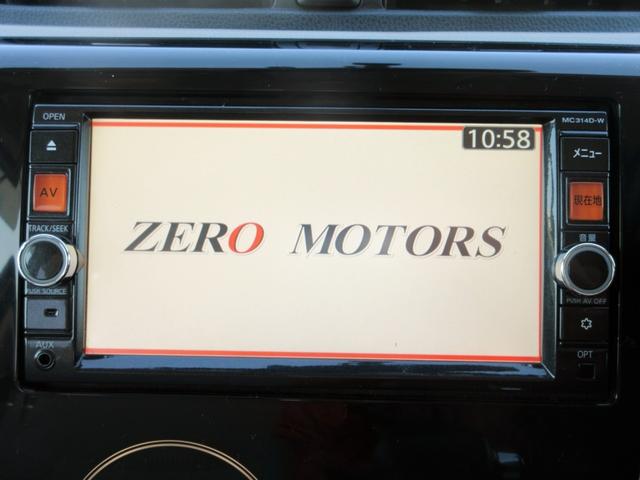 OPEN
MC314D-W
10:58
メニュー
AV
現在地
TRACK/SEEK
音量
ZERO MOTORS
PUSH SOURCE
PUSH AV OFF
AUX
OPT